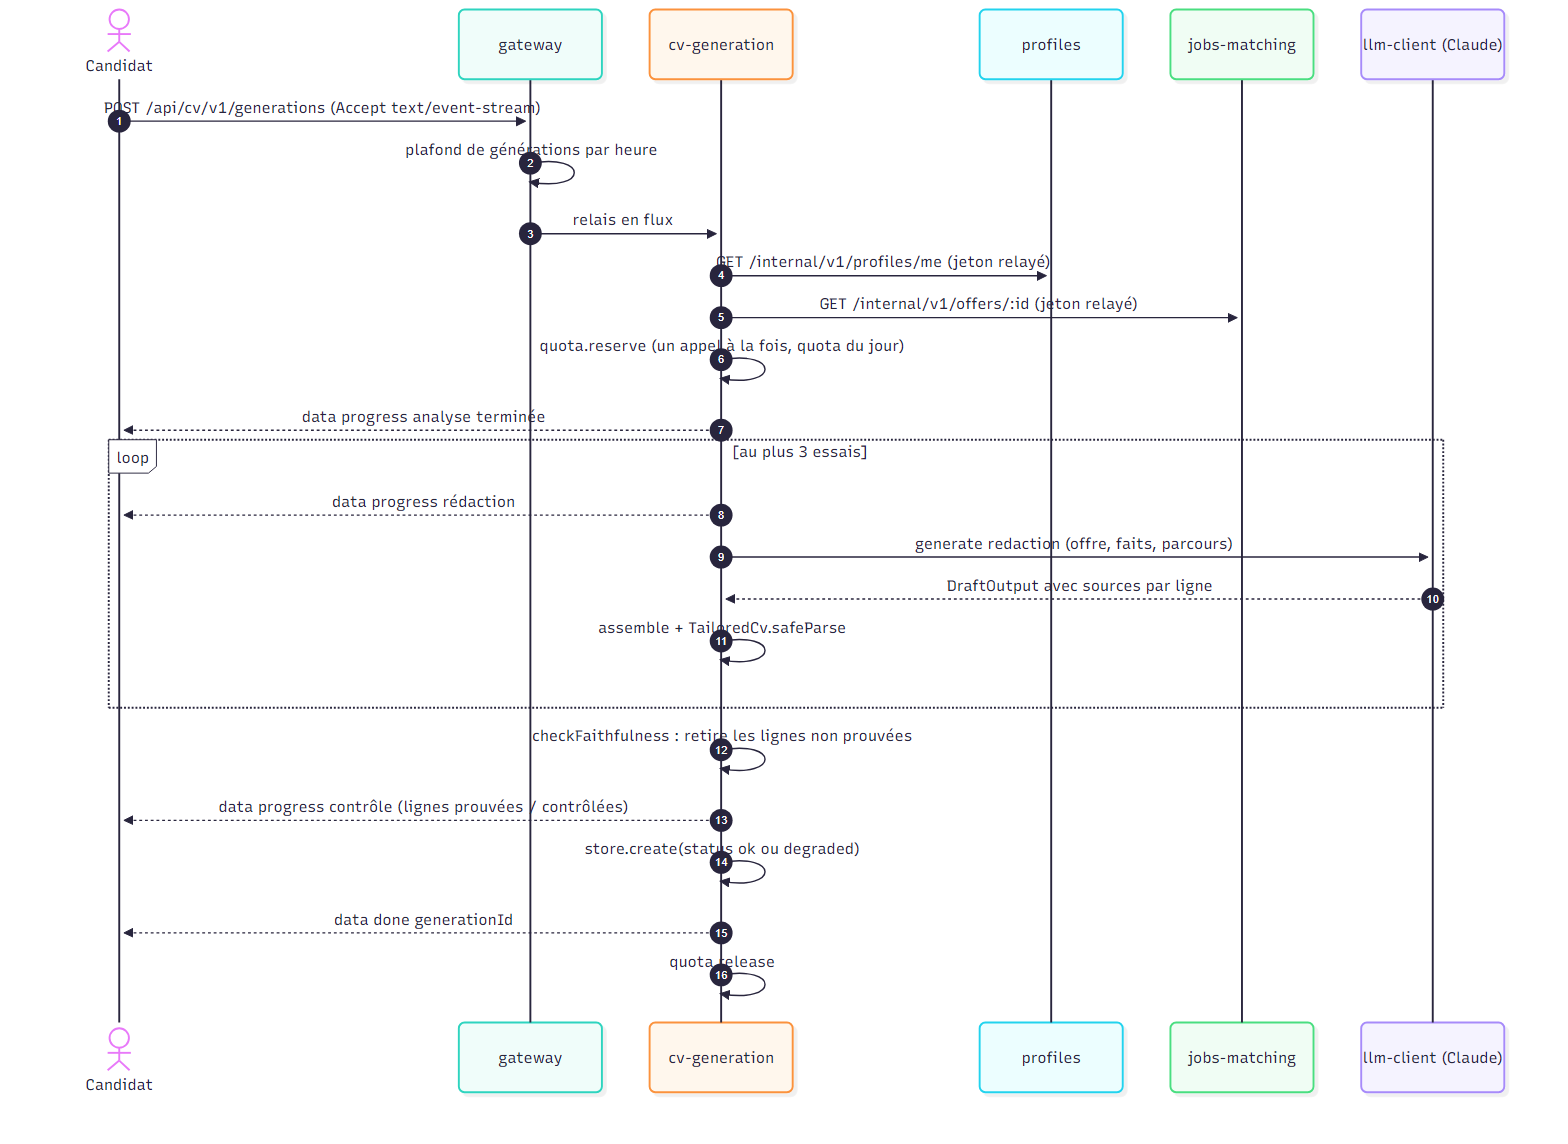 Candidat
gateway
cv-generation
profiles
jobs-matching
llm-client (Claude)
POST /api/cv/v1/generations (Accept text/event-stream)
1
plafond de générations par heure
2
relais en flux
3
GET /internal/v1/profiles/me (jeton relayé)
4
GET /internal/v1/offers/:id (jeton relayé)
5
quota.reserve (un appel à la fois, quota du jour)
6
data progress analyse terminée
7
loop
[au plus 3 essais]
data progress rédaction
8
generate redaction (offre, faits, parcours)
9
DraftOutput avec sources par ligne
10
assemble + TailoredCv.safeParse
11
checkFaithfulness : retire les lignes non prouvées
12
data progress contrôle (lignes prouvées / contrôlées)
13
store.create(status ok ou degraded)
14
data done generationId
15
quota.release
16
Candidat
gateway
cv-generation
profiles
jobs-matching
llm-client (Claude)